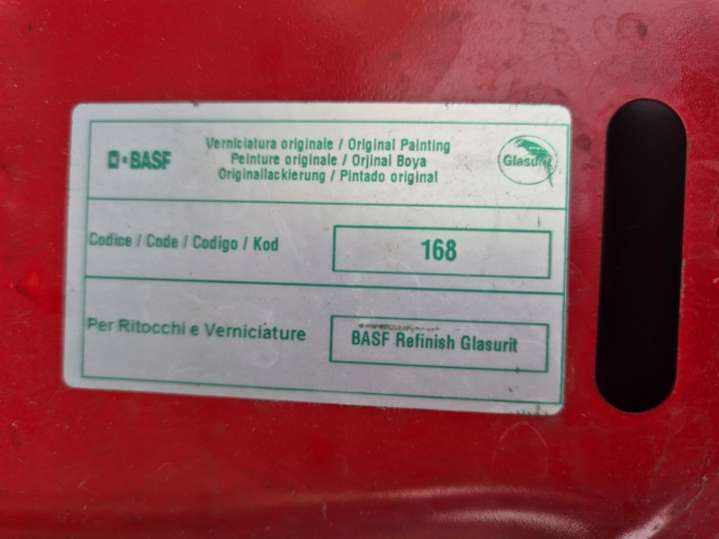 BASF
Verniciatura originale / Original Painting
Peinture originale / Orjinal Boya
Originallackierung / Pintado original
Glasurit
Codice / Code / Codigo / Kod
168
Per Ritocchi e Verniciature
BASF Refinish Glasurit